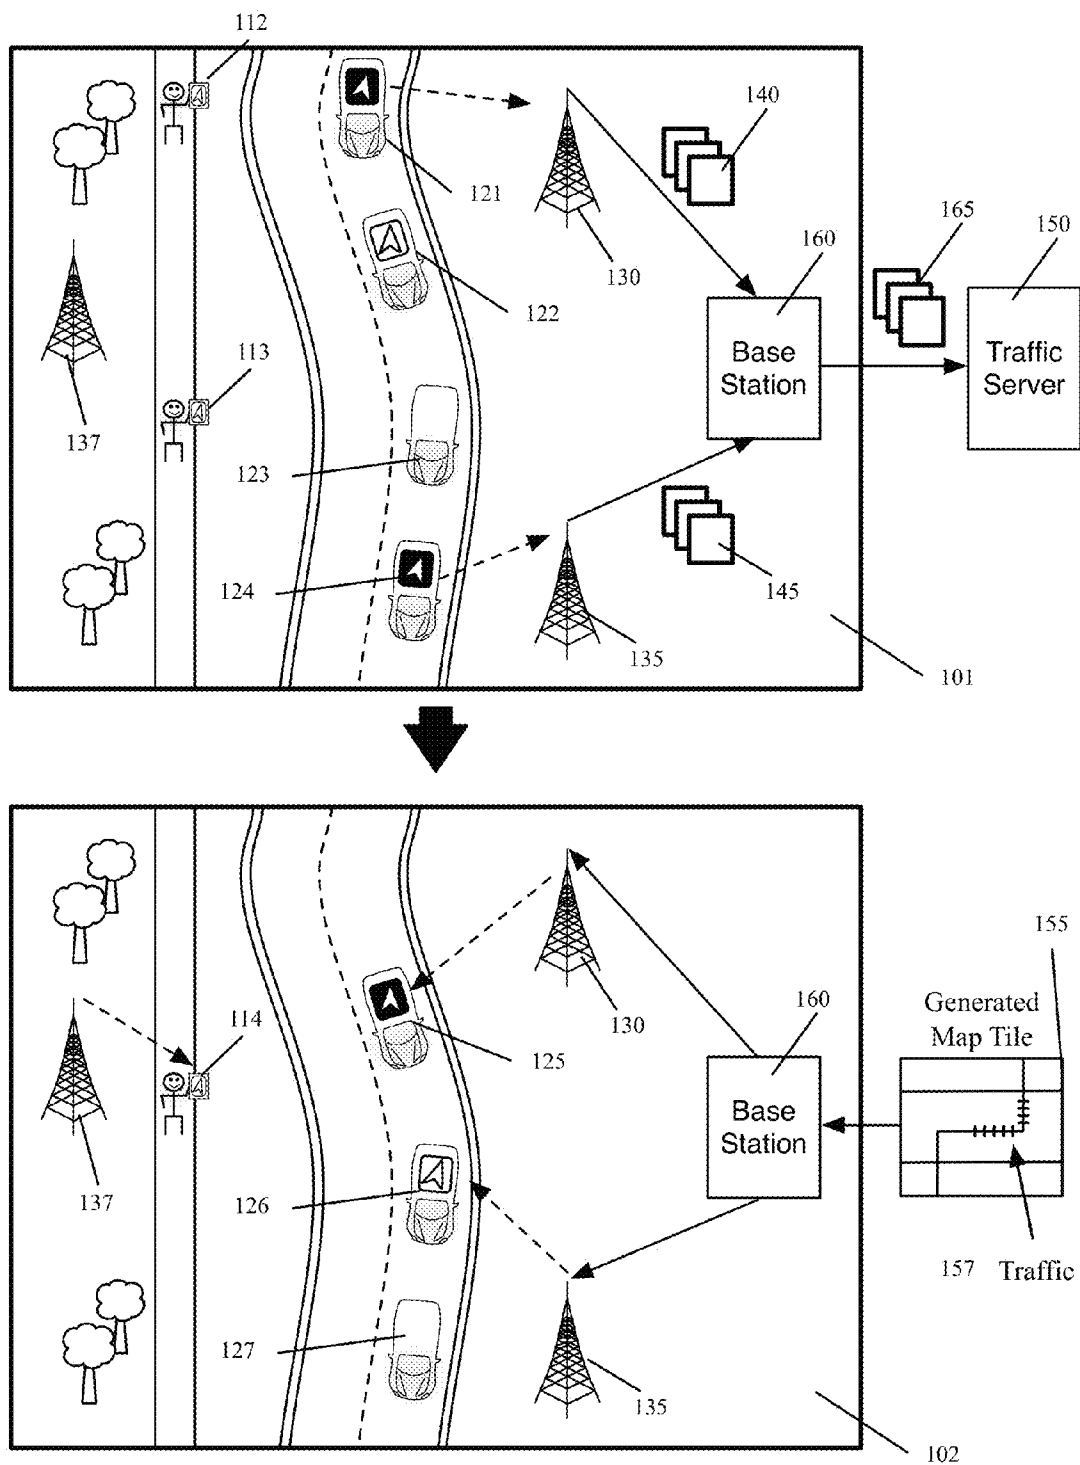 112
140
121
165
150
160
130
122
Base
Station
Traffic
Server
113
137
123
124
145
135
101
155
Generated
Map Tile
160
114
130
125
Base
Station
137
126
157 Traffic
127
135
102